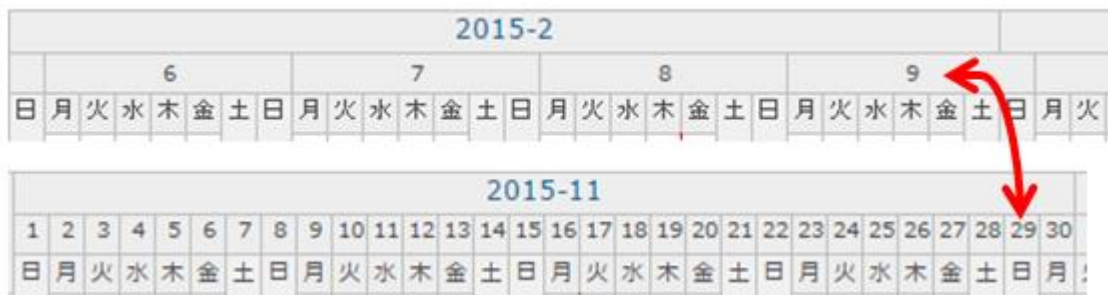 2015-2
6 7 8 9
日 月 火 水 木 金 土 日 月 火 水 木 金 土 日 月 火 水 木 金 土 日 月 火 水 木 金 土 日 月 火
2015-11
1 2 3 4 5 6 7 8 9 10 11 12 13 14 15 16 17 18 19 20 21 22 23 24 25 26 27 28 29 30
日 月 火 水 木 金 土 日 月 火 水 木 金 土 日 月 火 水 木 金 土 日 月 火 水 木 金 土 日 月